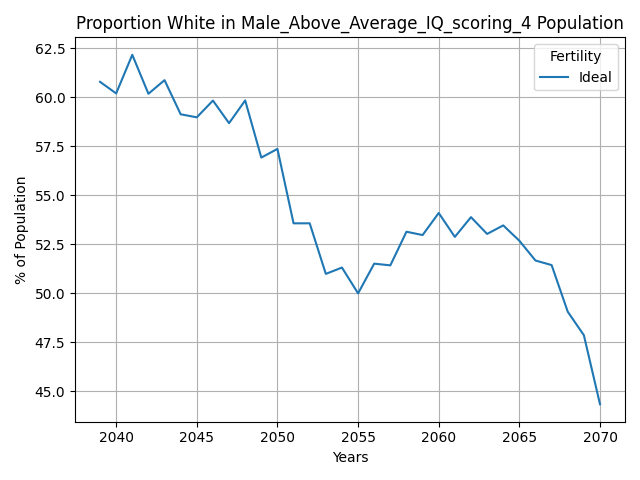 Proportion White in Male_Above_Average_IQ_scoring_4 Population
Fertility
Ideal
62.5
60.0
57.5
55.0
52.5
50.0
47.5
45.0
% of Population
2040 2045 2050 2055 2060 2065 2070
Years